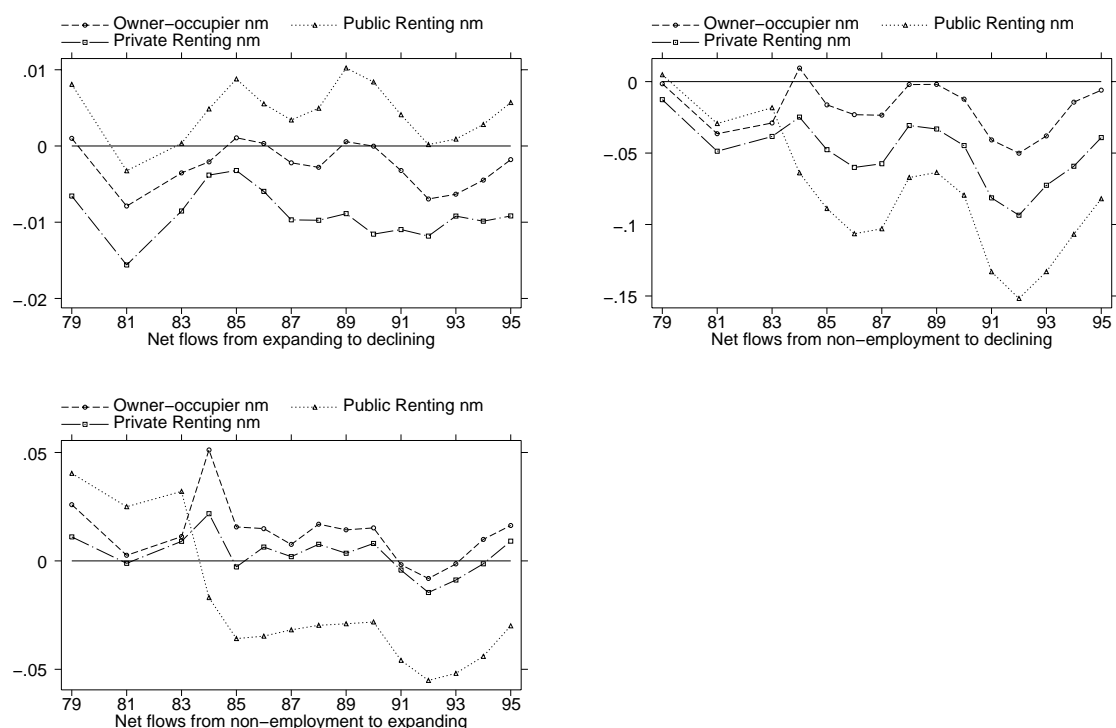 Owner−occupier nm Public Renting nm
Private Renting nm
.01
0
−.01
−.02
79 81 83 85 87 89 91 93 95
Net flows from expanding to declining
Owner−occupier nm Public Renting nm
Private Renting nm
0
−.05
−.1
−.15
79 81 83 85 87 89 91 93 95
Net flows from non−employment to declining
Owner−occupier nm Public Renting nm
Private Renting nm
.05
0
−.05
79 81 83 85 87 89 91 93 95
Net flows from non−employment to expanding